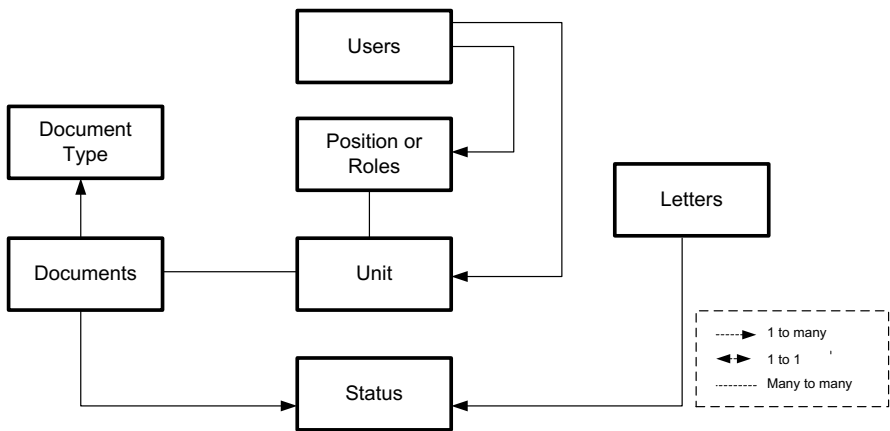 Users
Document
Type
Position or
Roles
Letters
Documents
Unit
Status
1 to many
1 to 1 '
Many to many